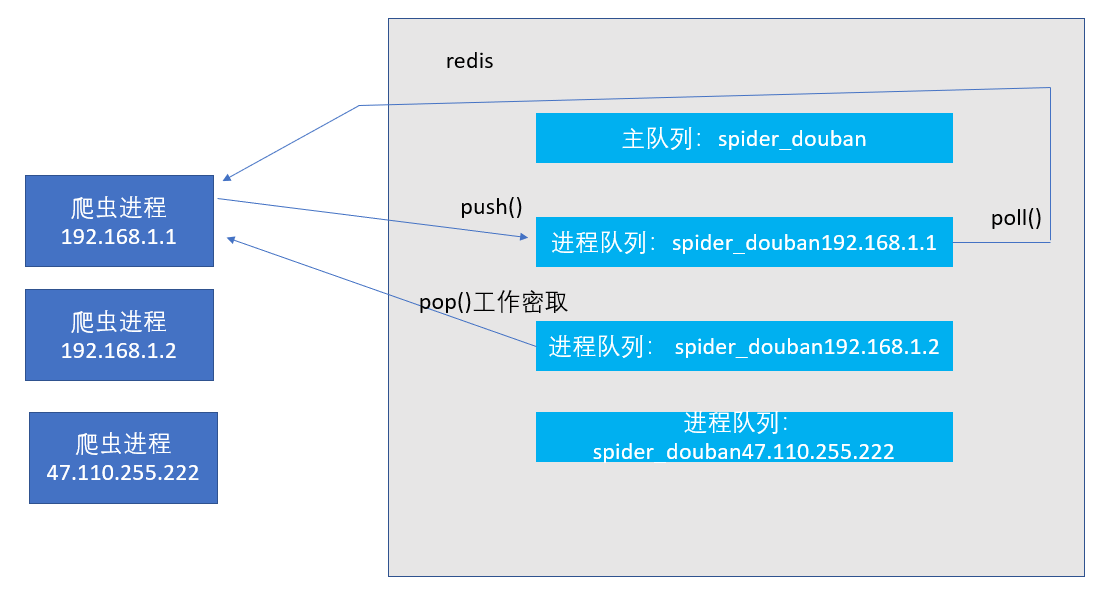 redis
主队列：spider_douban
爬虫进程
192.168.1.1
push()
进程队列：spider_douban192.168.1.1
poll()
pop()工作密取
爬虫进程
192.168.1.2
进程队列： spider_douban192.168.1.2
爬虫进程
47.110.255.222
进程队列：
spider_douban47.110.255.222